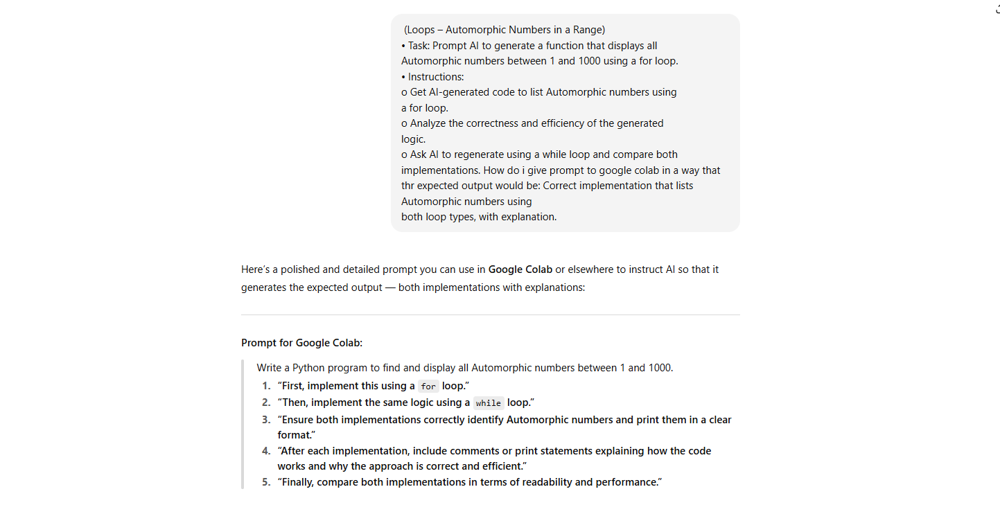 (Loops – Automorphic Numbers in a Range)
• Task: Prompt AI to generate a function that displays all
Automorphic numbers between 1 and 1000 using a for loop.
• Instructions:
o Get AI-generated code to list Automorphic numbers using
a for loop.
o Analyze the correctness and efficiency of the generated
logic.
o Ask AI to regenerate using a while loop and compare both
implementations. How do i give prompt to google colab in a way that
thr expected output would be: Correct implementation that lists
Automorphic numbers using
both loop types, with explanation.
Here's a polished and detailed prompt you can use in Google Colab or elsewhere to instruct AI so that it
generates the expected output — both implementations with explanations:
Prompt for Google Colab:
Write a Python program to find and display all Automorphic numbers between 1 and 1000.
1. “First, implement this using a for loop.”
2. “Then, implement the same logic using a while loop.”
3. “Ensure both implementations correctly identify Automorphic numbers and print them in a clear
format.”
4. “After each implementation, include comments or print statements explaining how the code
works and why the approach is correct and efficient.”
5. “Finally, compare both implementations in terms of readability and performance.”